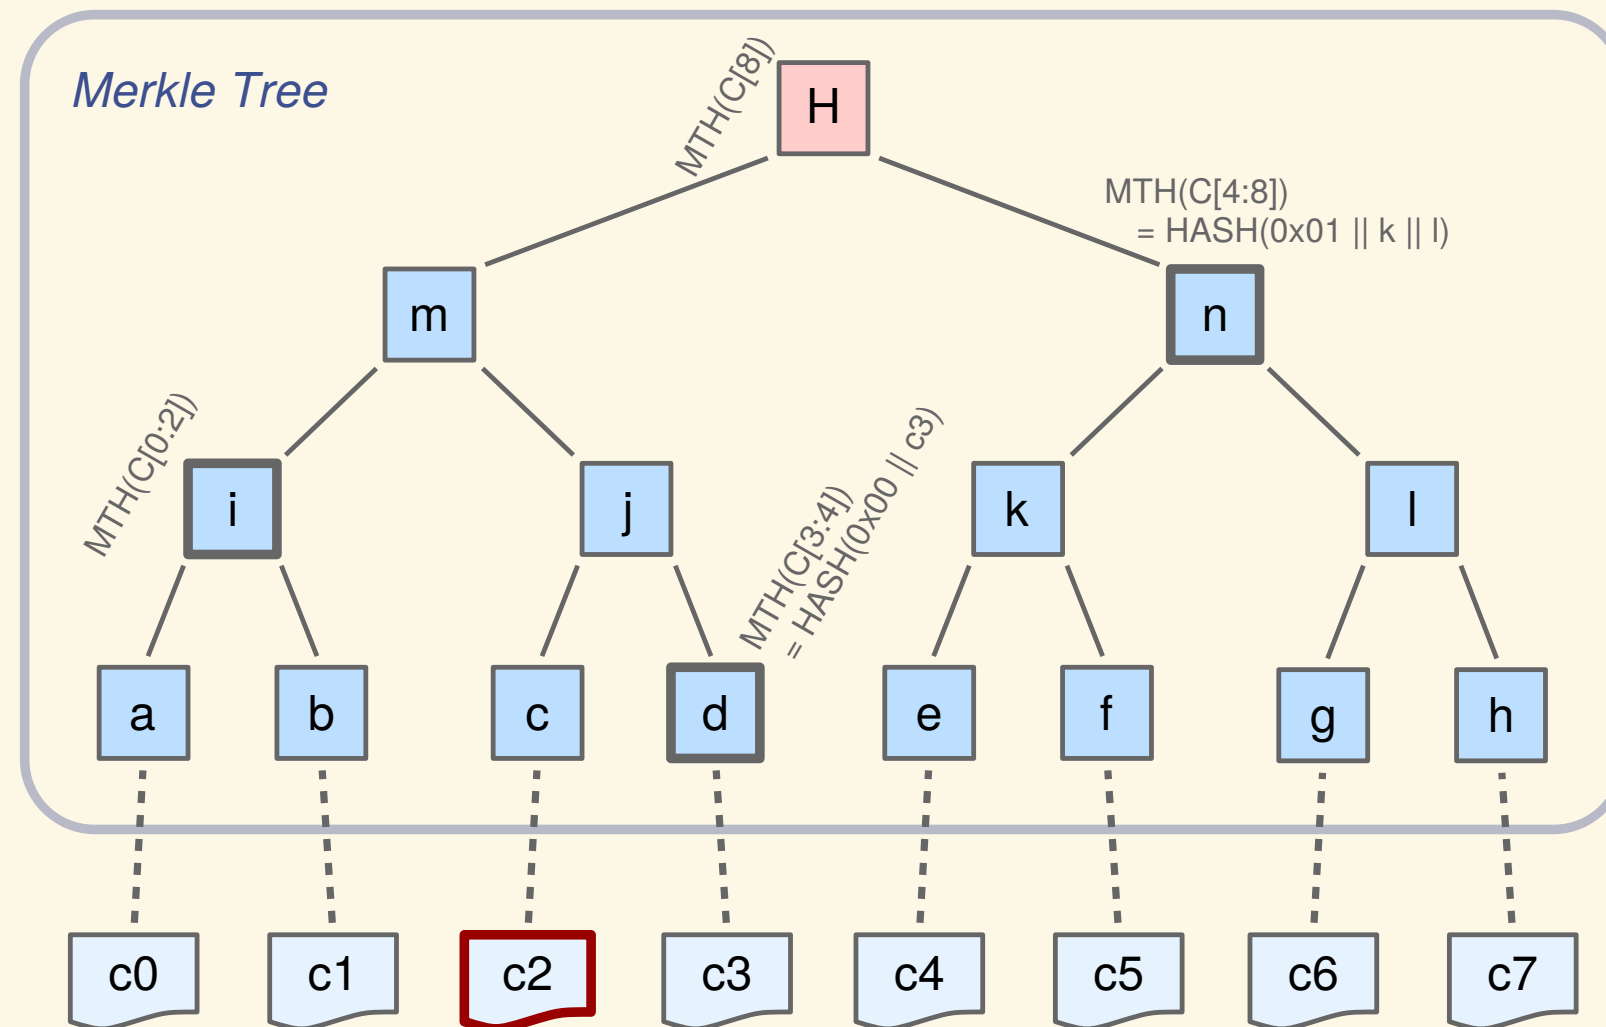 Merkle Tree
MTH(C[8])
H
MTH(C[4:8])
= HASH(0x01 || k || l)
m
n
MTH(C[0:2])
i
j
MTH(C[3:4])
= HASH(0x00 || c3)
k
l
a
b
c
d
e
f
g
h
c0
c1
c2
c3
c4
c5
c6
c7